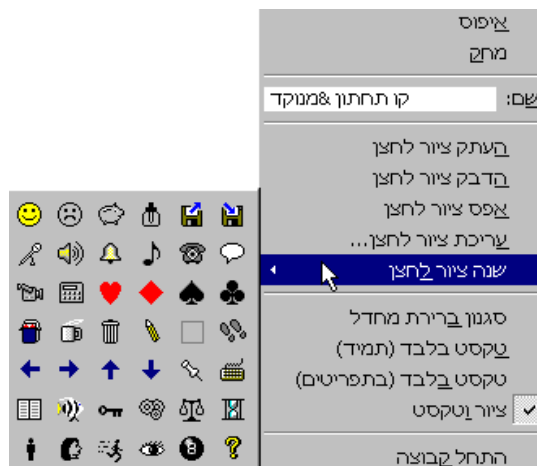 איפוס
מחק
שם: קו תחתון &מנוקד
העתק ציור לחצן
הדבק ציור לחצן
אפס ציור לחצן
עריכת ציור לחצן...
שנה ציור לחצן
סגנון ברירת מחדל
טקסט בלבד (תמיד)
טקסט בלבד (בתפריטים)
ציור וטקסט
התחל קבוצה
8
?